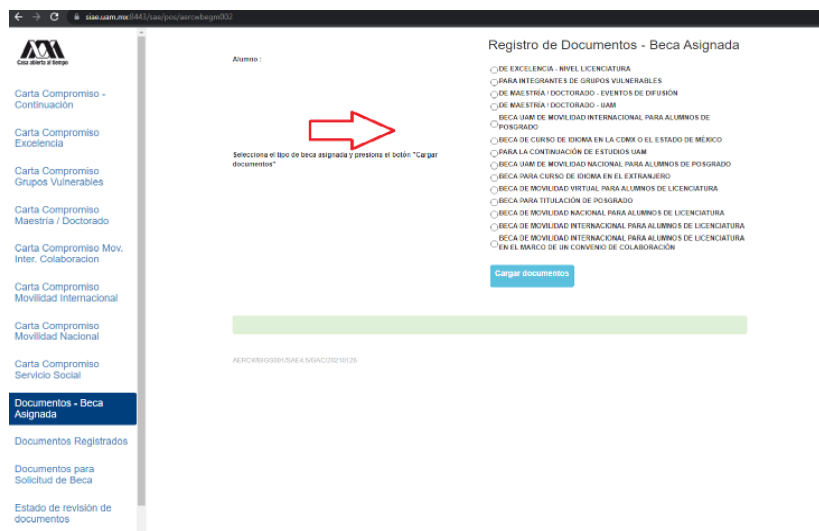 siae.uam.mx:8443/sae/pos/aercwbegm002
Casa abierta al tiempo
Carta Compromiso -
Continuación
Carta Compromiso
Excelencia
Carta Compromiso
Grupos Vulnerables
Carta Compromiso
Maestría / Doctorado
Carta Compromiso Mov.
Inter. Colaboracion
Carta Compromiso
Movilidad Internacional
Carta Compromiso
Movilidad Nacional
Carta Compromiso
Servicio Social
Documentos - Beca
Asignada
Documentos Registrados
Documentos para
Solicitud de Beca
Estado de revisión de
documentos
Registro de Documentos - Beca Asignada
Alumno :
Selecciona el tipo de beca asignada y presiona el botón "Cargar
documentos"
DE EXCELENCIA - NIVEL LICENCIATURA
PARA INTEGRANTES DE GRUPOS VULNERABLES
DE MAESTRÍA / DOCTORADO - EVENTOS DE DIFUSIÓN
DE MAESTRÍA / DOCTORADO - UAM
BECA UAM DE MOVILIDAD INTERNACIONAL PARA ALUMNOS DE
POSGRADO
BECA DE CURSO DE IDIOMA EN LA CDMX O EL ESTADO DE MÉXICO
PARA LA CONTINUACIÓN DE ESTUDIOS UAM
BECA UAM DE MOVILIDAD NACIONAL PARA ALUMNOS DE POSGRADO
BECA PARA CURSO DE IDIOMA EN EL EXTRANJERO
BECA DE MOVILIDAD VIRTUAL PARA ALUMNOS DE LICENCIATURA
BECA PARA TITULACIÓN DE POSGRADO
BECA DE MOVILIDAD NACIONAL PARA ALUMNOS DE LICENCIATURA
BECA DE MOVILIDAD INTERNACIONAL PARA ALUMNOS DE LICENCIATURA
BECA DE MOVILIDAD INTERNACIONAL PARA ALUMNOS DE LICENCIATURA
EN EL MARCO DE UN CONVENIO DE COLABORACIÓN
Cargar documentos